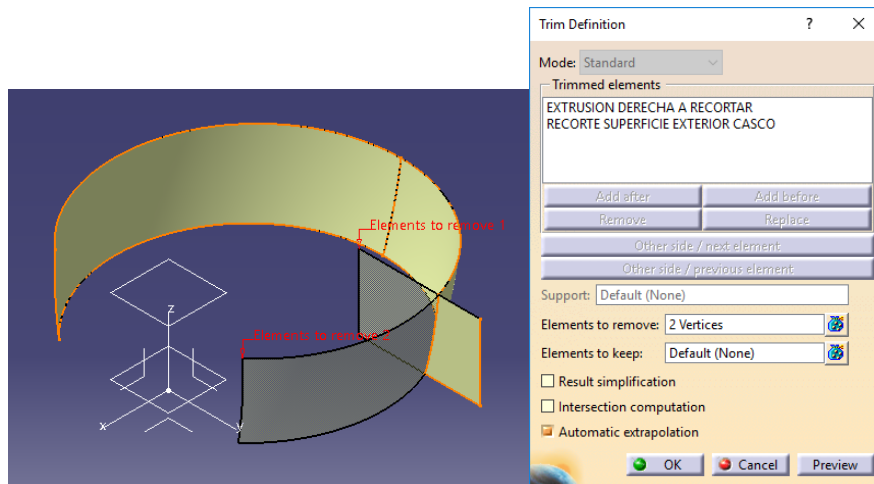 Trim Definition
?
Mode: Standard
Trimmed elements
EXTRUSION DERECHA A RECORTAR
RECORTE SUPERFICIE EXTERIOR CASCO
Add after
Add before
Remove
Replace
Other side / next element
Other side / previous element
Support: Default (None)
Elements to remove: 2 Vertices
Elements to keep: Default (None)
Result simplification
Intersection computation
Automatic extrapolation
OK
Cancel
Preview
Elements to remove 1
Elements to remove 2
z
x
y